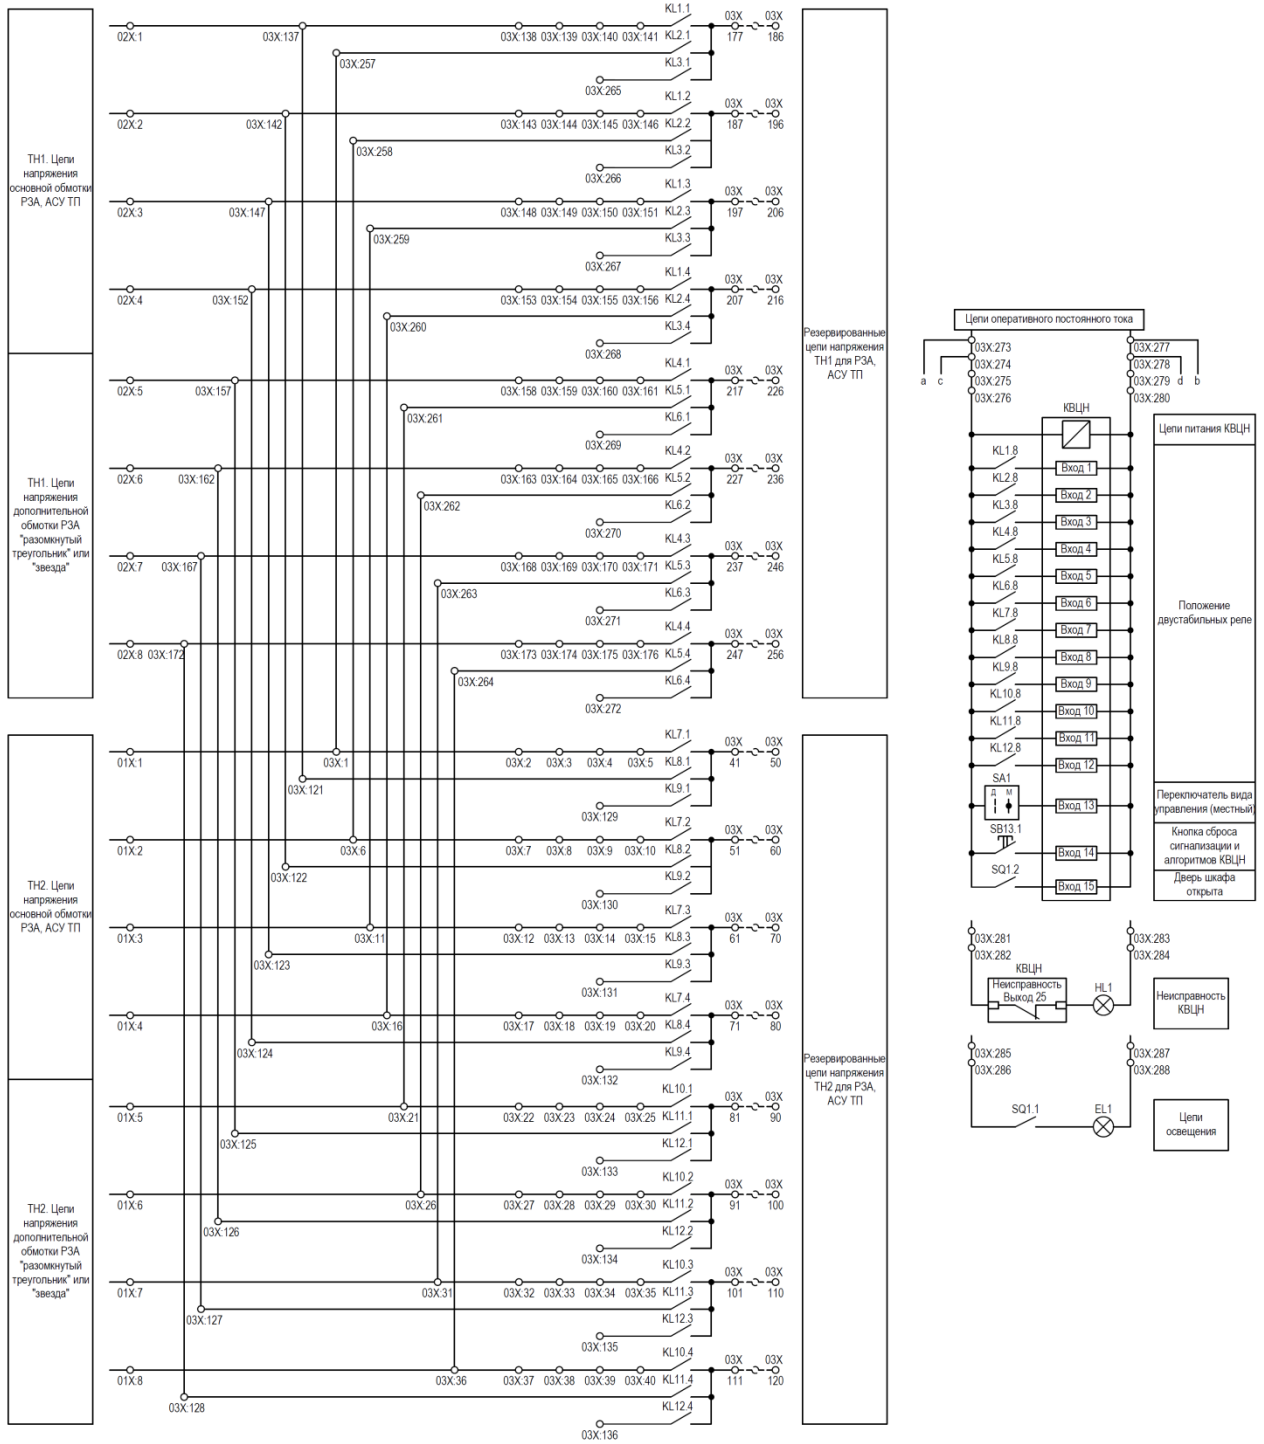 ТН1. Цепи
напряжения
основной обмотки
РЗА, АСУ ТП
ТН1. Цепи
напряжения
дополнительной
обмотки РЗА
"разомкнутый
треугольник" или
"звезда"
02X:1 03X:137 03X:138 03X:139 03X:140 03X:141 KL1.1 03X 177 03X 186
03X:257 KL2.1
03X:265 KL3.1
02X:2 03X:142 03X:143 03X:144 03X:145 03X:146 KL1.2 03X 187 03X 196
03X:258 KL2.2
03X:266 KL3.2
02X:3 03X:147 03X:148 03X:149 03X:150 03X:151 KL1.3 03X 197 03X 206
03X:259 KL2.3
03X:267 KL3.3
02X:4 03X:152 03X:153 03X:154 03X:155 03X:156 KL1.4 03X 207 03X 216
03X:260 KL2.4
03X:268 KL3.4
02X:5 03X:157 03X:158 03X:159 03X:160 03X:161 KL4.1 03X 217 03X 226
03X:261 KL5.1
03X:269 KL6.1
02X:6 03X:162 03X:163 03X:164 03X:165 03X:166 KL4.2 03X 227 03X 236
03X:262 KL5.2
03X:270 KL6.2
02X:7 03X:167 03X:168 03X:169 03X:170 03X:171 KL4.3 03X 237 03X 246
03X:263 KL5.3
03X:271 KL6.3
02X:8 03X:172 03X:173 03X:174 03X:175 03X:176 KL4.4 03X 247 03X 256
03X:264 KL5.4
03X:272 KL6.4
Резервированные
цепи напряжения
ТН1 для РЗА,
АСУ ТП
ТН2. Цепи
напряжения
основной обмотки
РЗА, АСУ ТП
ТН2. Цепи
напряжения
дополнительной
обмотки РЗА
"разомкнутый
треугольник" или
"звезда"
01X:1 03X:1 03X:2 03X:3 03X:4 03X:5 KL7.1 03X 41 03X 50
03X:121 KL8.1
03X:129 KL9.1
01X:2 03X:6 03X:7 03X:8 03X:9 03X:10 KL7.2 03X 51 03X 60
03X:122 KL8.2
03X:130 KL9.2
01X:3 03X:11 03X:12 03X:13 03X:14 03X:15 KL7.3 03X 61 03X 70
03X:123 KL8.3
03X:131 KL9.3
01X:4 03X:16 03X:17 03X:18 03X:19 03X:20 KL7.4 03X 71 03X 80
03X:124 KL8.4
03X:132 KL9.4
01X:5 03X:21 03X:22 03X:23 03X:24 03X:25 KL10.1 03X 81 03X 90
03X:125 KL11.1
03X:133 KL12.1
01X:6 03X:26 03X:27 03X:28 03X:29 03X:30 KL10.2 03X 91 03X 100
03X:126 KL11.2
03X:134 KL12.2
01X:7 03X:31 03X:32 03X:33 03X:34 03X:35 KL10.3 03X 101 03X 110
03X:127 KL11.3
03X:135 KL12.3
01X:8 03X:36 03X:37 03X:38 03X:39 03X:40 KL10.4 03X 111 03X 120
03X:128 KL11.4
03X:136 KL12.4
Резервированные
цепи напряжения
ТН2 для РЗА,
АСУ ТП
Цепи оперативного постоянного тока
03X:273 03X:277
03X:274 03X:278
a c 03X:275 03X:279 d b
03X:276 03X:280
КВЦН
Цепи питания КВЦН
KL1.8 Вход 1
KL2.8 Вход 2
KL3.8 Вход 3
KL4.8 Вход 4
KL5.8 Вход 5
KL6.8 Вход 6
KL7.8 Вход 7
KL8.8 Вход 8
KL9.8 Вход 9
KL10.8 Вход 10
KL11.8 Вход 11
KL12.8 Вход 12
Положение
двустабильных реле
SA1
Д М
Вход 13
Переключатель вида
управления (местный)
SB13.1
Вход 14
Кнопка сброса
сигнализации и
алгоритмов КВЦН
SQ1.2
Вход 15
Дверь шкафа
открыта
03X:281 03X:283
03X:282 03X:284
КВЦН
Неисправность
Выход 25
HL1
Неисправность
КВЦН
03X:285 03X:287
03X:286 03X:288
SQ1.1 EL1
Цепи
освещения